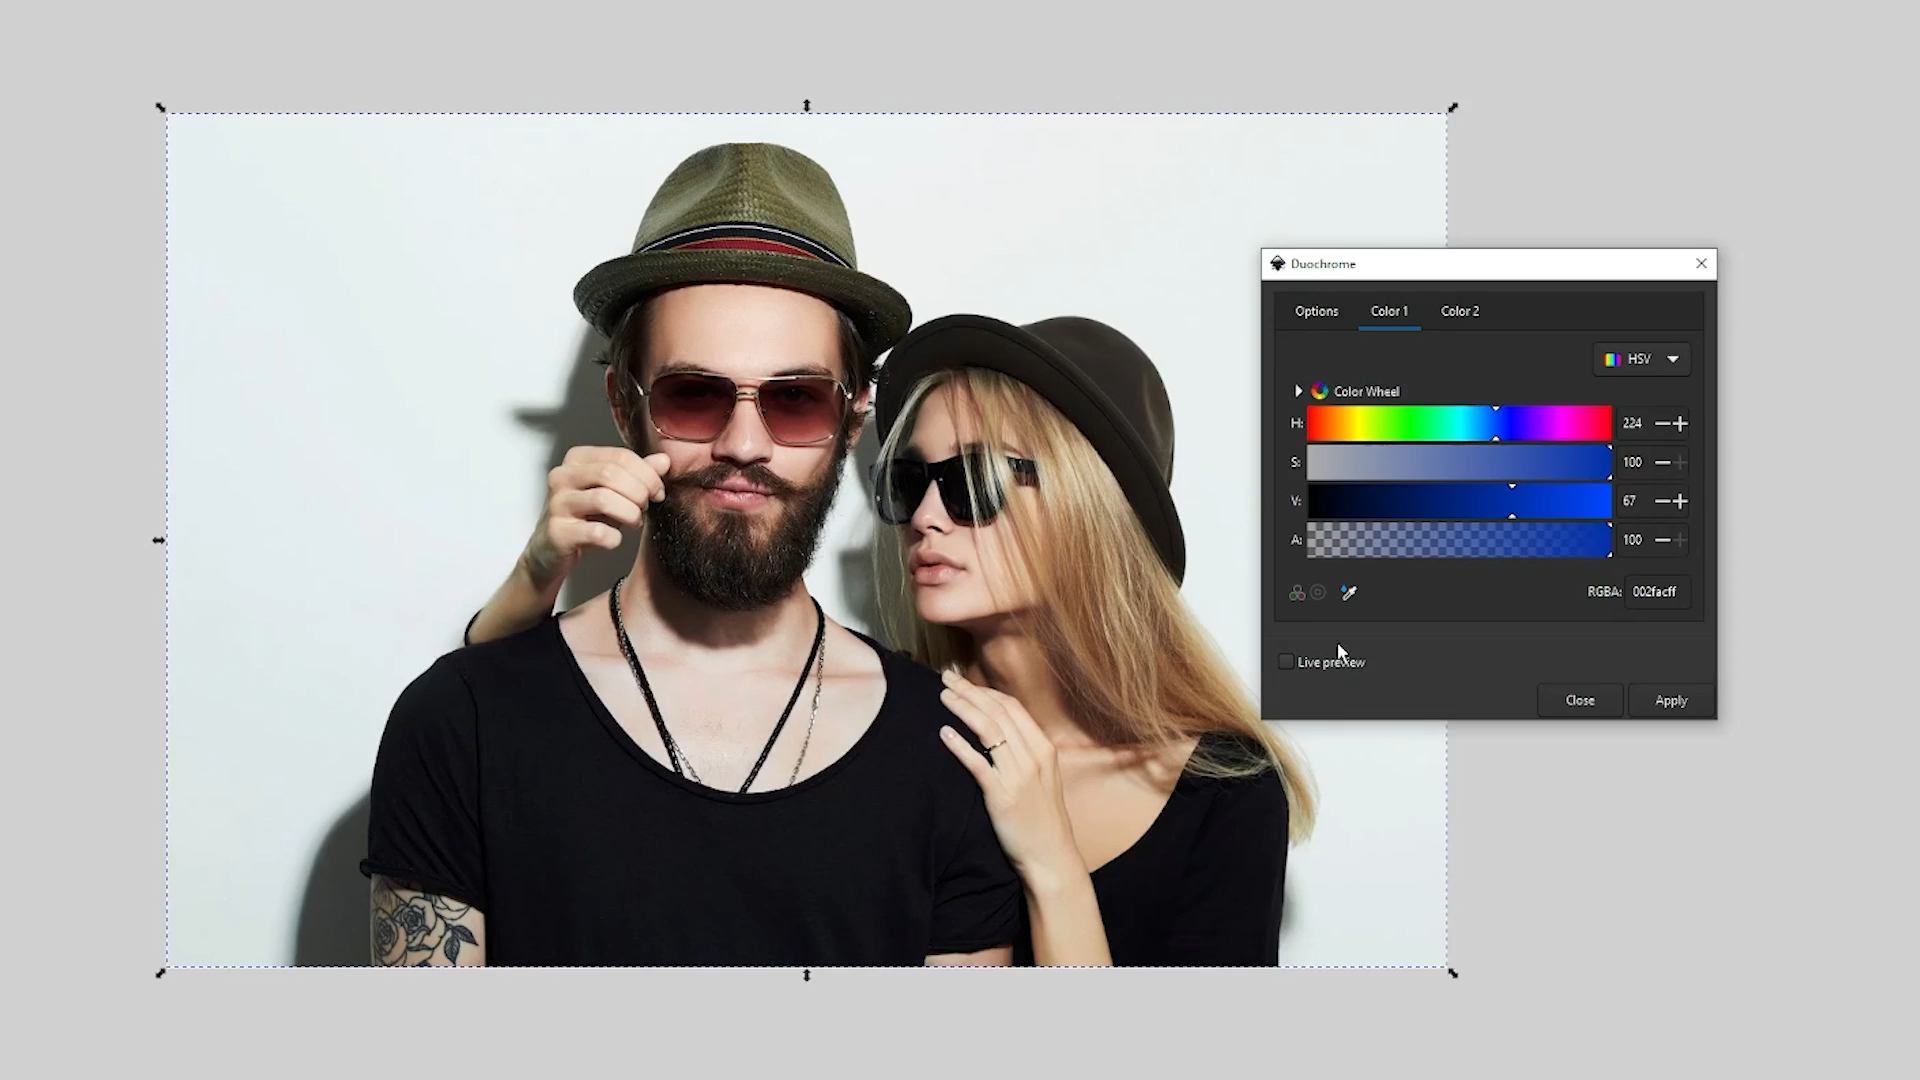 Duochrome
Options Color 1 Color 2
HSV
Color Wheel
H: 224
S: 100
V: 67
A: 100
RGBA: 002facff
Live preview
Close Apply